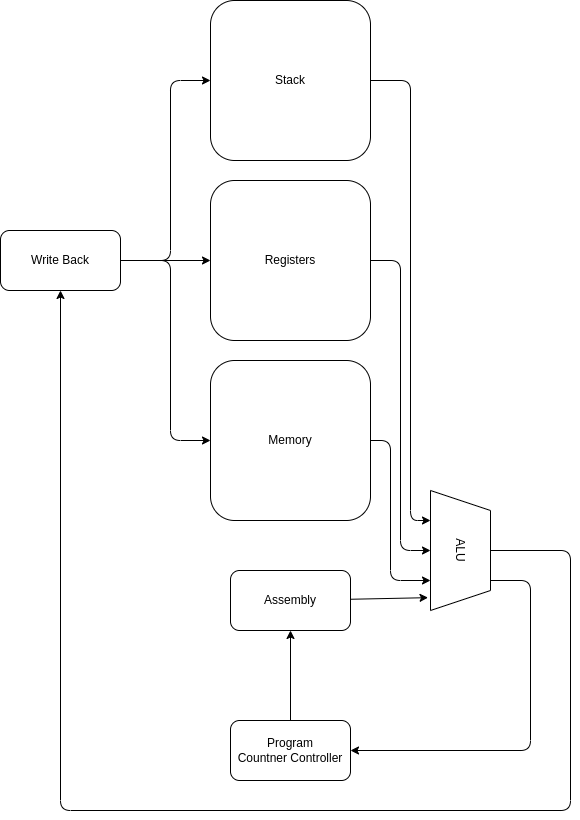 Stack
Write Back
Registers
Memory
ALU
Assembly
Program
Countner Controller